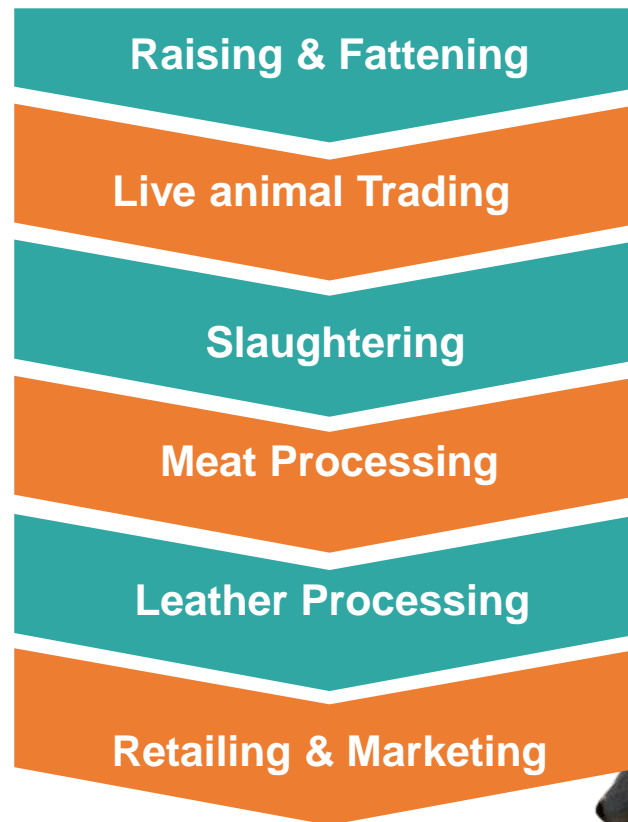 Raising & Fattening
Live animal Trading
Slaughtering
Meat Processing
Leather Processing
Retailing & Marketing